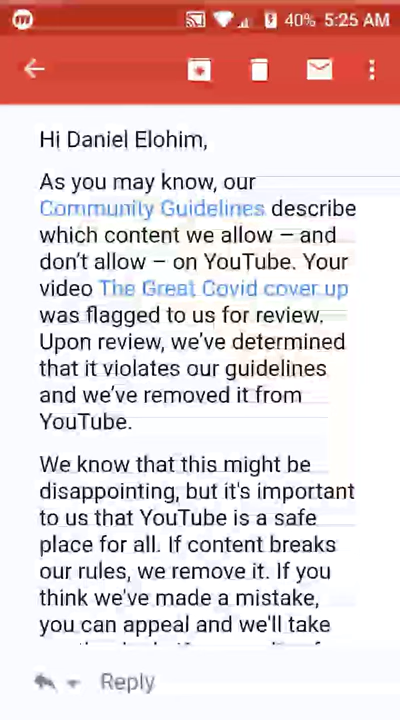 40% 5:25 AM
Hi Daniel Elohim,
As you may know, our
Community Guidelines describe
which content we allow — and
don't allow — on YouTube. Your
video The Great Covid cover up
was flagged to us for review.
Upon review, we've determined
that it violates our guidelines
and we've removed it from
YouTube.
We know that this might be
disappointing, but it's important
to us that YouTube is a safe
place for all. If content breaks
our rules, we remove it. If you
think we've made a mistake,
you can appeal and we'll take
Reply